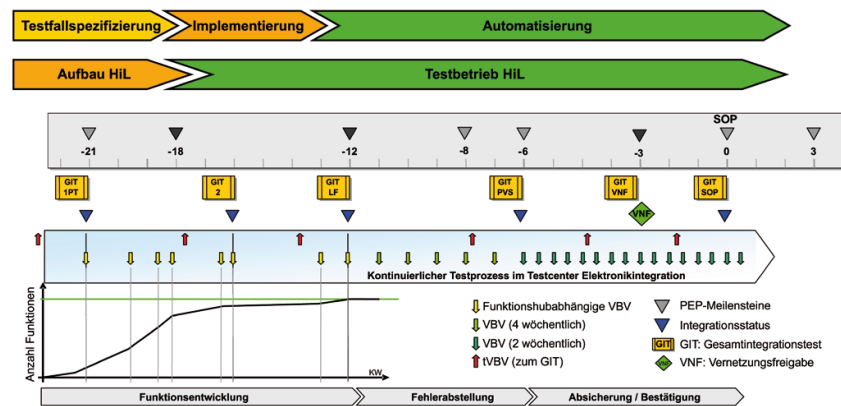 Testfallspezifizierung
Implementierung
Automatisierung
Aufbau HiL
Testbetrieb HiL
SOP
-21
-18
-12
-8
-6
-3
0
3
GIT
1PT
GIT
2
GIT
LF
GIT
PVS
GIT
VNF
GIT
SOP
VNF
Kontinuierlicher Testprozess im Testcenter Elektronikintegration
Anzahl Funktionen
KW
Funktionshubabhängige VBV
VBV (4 wöchentlich)
VBV (2 wöchentlich)
tVBV (zum GIT)
PEP-Meilensteine
Integrationsstatus
GIT
GIT: Gesamtintegrationstest
VNF: Vernetzungsfreigabe
Funktionsentwicklung
Fehlerabstellung
Absicherung / Bestätigung